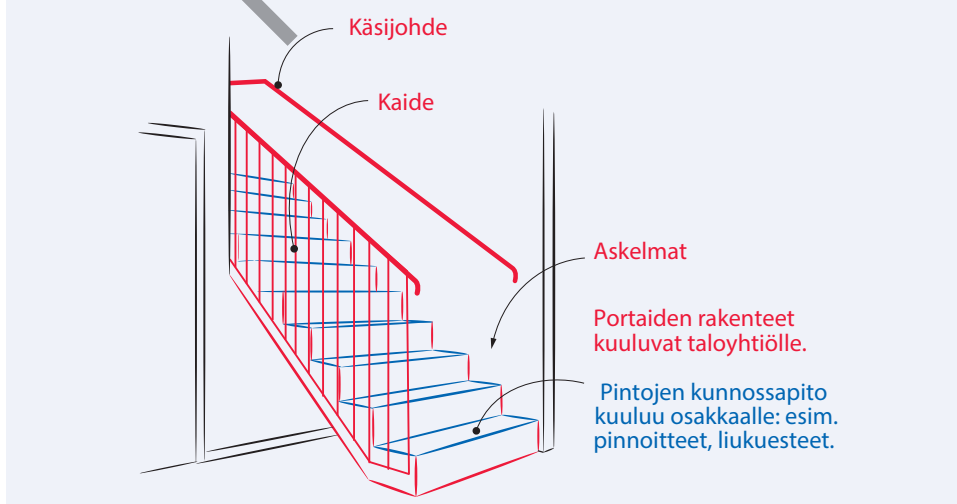 Käsijohde
Kaide
Askelmat
Portaiden rakenteet
kuuluvat taloyhtiölle.
Pintojen kunnossapito
kuuluu osakkaalle: esim.
pinnoitteet, liukuesteet.